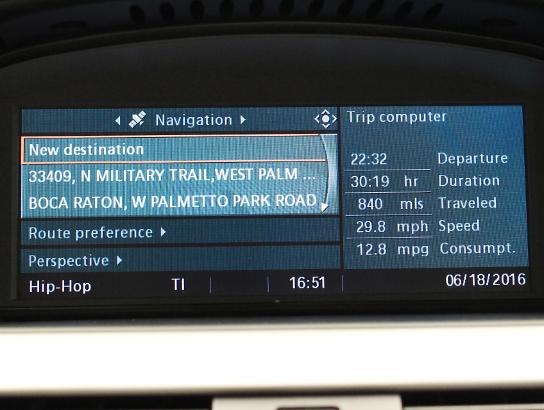 Navigation
New destination
33409, N MILITARY TRAIL,WEST PALM ...
BOCA RATON, W PALMETTO PARK ROAD
Route preference
Perspective
Trip computer
22:32 Departure
30:19 hr Duration
840 mls Traveled
29.8 mph Speed
12.8 mpg Consumpt.
Hip-Hop TI 16:51 06/18/2016